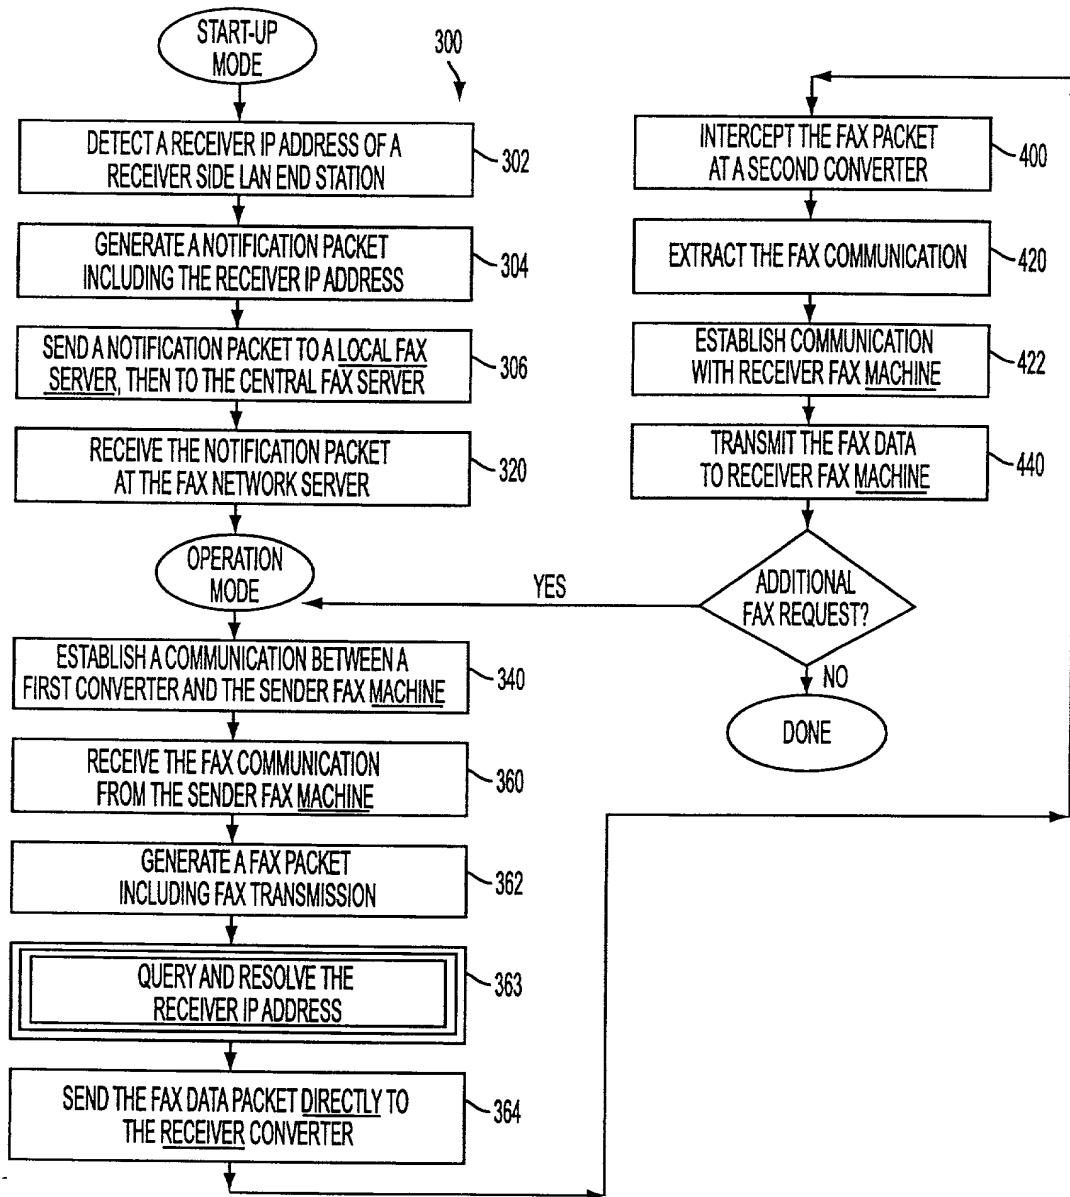 START-UP
MODE
300
DETECT A RECEIVER IP ADDRESS OF A
RECEIVER SIDE LAN END STATION
302
GENERATE A NOTIFICATION PACKET
INCLUDING THE RECEIVER IP ADDRESS
304
SEND A NOTIFICATION PACKET TO A LOCAL FAX
SERVER, THEN TO THE CENTRAL FAX SERVER
306
RECEIVE THE NOTIFICATION PACKET
AT THE FAX NETWORK SERVER
320
OPERATION
MODE
ESTABLISH A COMMUNICATION BETWEEN A
FIRST CONVERTER AND THE SENDER FAX MACHINE
340
RECEIVE THE FAX COMMUNICATION
FROM THE SENDER FAX MACHINE
360
GENERATE A FAX PACKET
INCLUDING FAX TRANSMISSION
362
QUERY AND RESOLVE THE
RECEIVER IP ADDRESS
363
SEND THE FAX DATA PACKET DIRECTLY TO
THE RECEIVER CONVERTER
364
INTERCEPT THE FAX PACKET
AT A SECOND CONVERTER
400
EXTRACT THE FAX COMMUNICATION
420
ESTABLISH COMMUNICATION
WITH RECEIVER FAX MACHINE
422
TRANSMIT THE FAX DATA
TO RECEIVER FAX MACHINE
440
ADDITIONAL
FAX REQUEST?
YES
NO
DONE